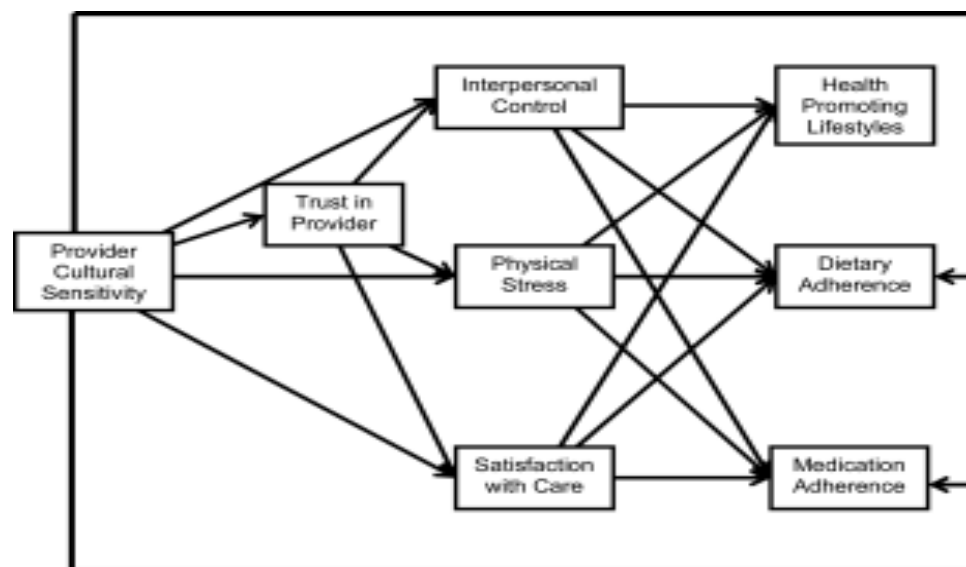 Interpersonal
Control
Health
Promoting
Lifestyles
Trust in
Provider
Provider
Cultural
Sensitivity
Physical
Stress
Dietary
Adherence
Satisfaction
with Care
Medication
Adherence